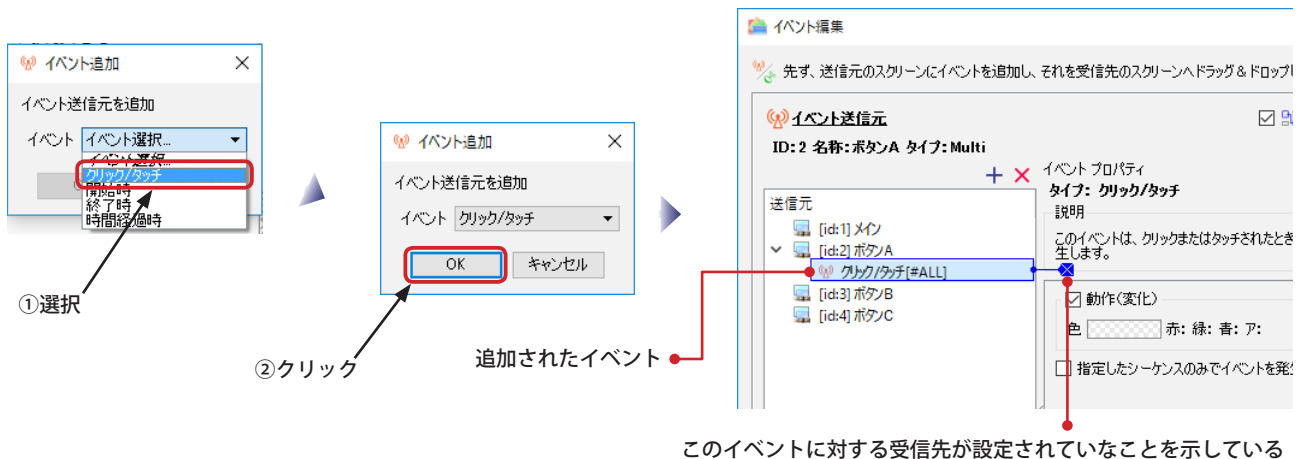 イベント追加
イベント送信元を追加
イベント イベント選択...
イベント選択...
クリック/タッチ
開始時
終了時
時間経過時
①選択
イベント追加
イベント送信元を追加
イベント クリック/タッチ
OK キャンセル
②クリック
イベント編集
先ず、送信元のスクリーンにイベントを追加し、それを受信先のスクリーンへドラッグ&ドロップし
イベント送信元
ID: 2 名称: ボタンA タイプ: Multi
送信元
[id:1] メイン
[id:2] ボタンA
クリック/タッチ[#ALL]
[id:3] ボタンB
[id:4] ボタンC
イベント プロパティ
タイプ: クリック/タッチ
説明
このイベントは、クリックまたはタッチされたとき
生します。
動作(変化)
色 赤: 緑: 青: ア:
指定したシーケンスのみでイベントを発生
追加されたイベント
このイベントに対する受信先が設定されていなことを示している